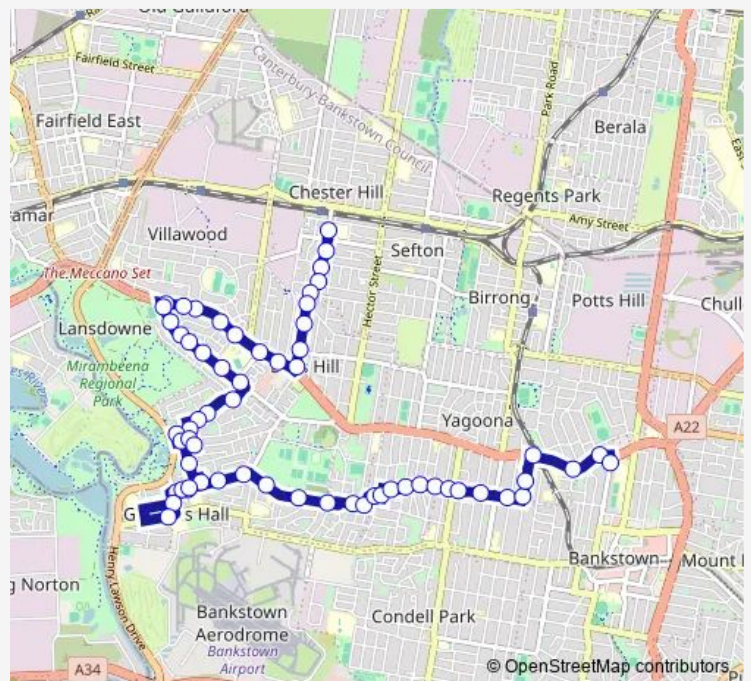 Old Guildford
Fairfield Street
Canterbury-Bankstown Council
Park Road
Fairfield East
Berala
Chester Hill
Regents Park
Amy Street
Villawood
Sefton
The Meccano Set
Hector Street
Birrong
Potts Hill
Lansdowne
Mirambeena
Regional
Park
Hill
Yagoona
A22
s Hall
Henry Lawson Drive
Bankstown
Bankstown
Aerodrome
Condell Park
Bankstown
Airport
A34
© OpenStreetMap contributors